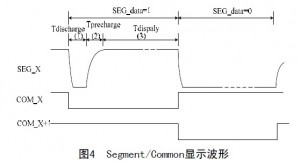 SEG_data=1 SEG_data=0
Tdischarge
Tprecharge
Tdispaly
(1) (2) (3)
SEG_X
COM_X
COM_X+1
图4 Segment/Common显示波形